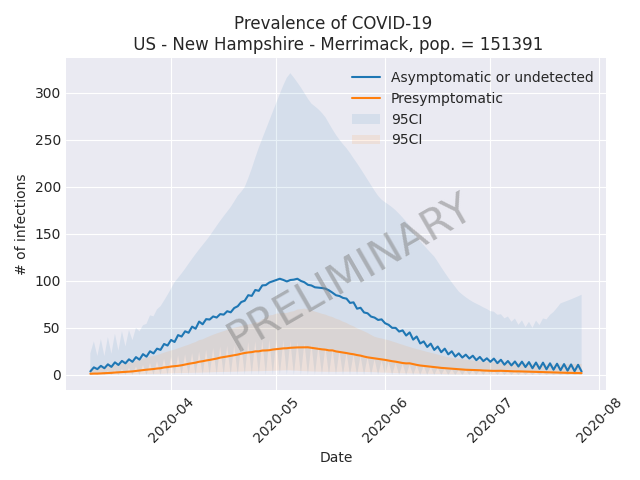 Prevalence of COVID-19
US - New Hampshire - Merrimack, pop. = 151391
Asymptomatic or undetected
Presymptomatic
95CI
95CI
# of infections
300
250
200
150
100
50
0
PRELIMINARY
2020-04
2020-05
2020-06
2020-07
2020-08
Date